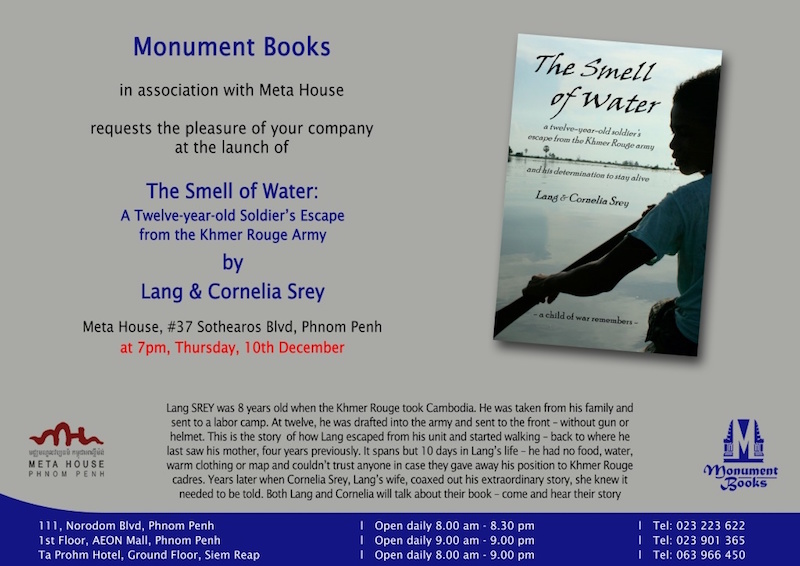 Monument Books
in association with Meta House
requests the pleasure of your company
at the launch of
The Smell of Water:
A Twelve-year-old Soldier's Escape
from the Khmer Rouge Army
by
Lang & Cornelia Srey
Meta House, #37 Sothearos Blvd, Phnom Penh
at 7pm, Thursday, 10th December
The Smell
of Water
a twelve-year-old soldier's
escape from the Khmer Rouge army
and his determination to stay alive
Lang & Cornelia Srey
- a child of war remembers -
Lang SREY was 8 years old when the Khmer Rouge took Cambodia. He was taken from his family and
sent to a labor camp. At twelve, he was drafted into the army and sent to the front – without gun or
helmet. This is the story of how Lang escaped from his unit and started walking – back to where he
last saw his mother, four years previously. It spans but 10 days in Lang's life – he had no food, water,
warm clothing or map and couldn't trust anyone in case they gave away his position to Khmer Rouge
cadres. Years later when Cornelia Srey, Lang's wife, coaxed out his extraordinary story, she knew it
needed to be told. Both Lang and Cornelia will talk about their book – come and hear their story
META HOUSE
PHNOM PENH
Monument
Books
111, Norodom Blvd, Phnom Penh | Open daily 8.00 am - 8.30 pm | Tel: 023 223 622
1st Floor, AEON Mall, Phnom Penh | Open daily 9.00 am - 9.00 pm | Tel: 023 901 365
Ta Prohm Hotel, Ground Floor, Siem Reap | Open daily 8.00 am - 9.00 pm | Tel: 063 966 450